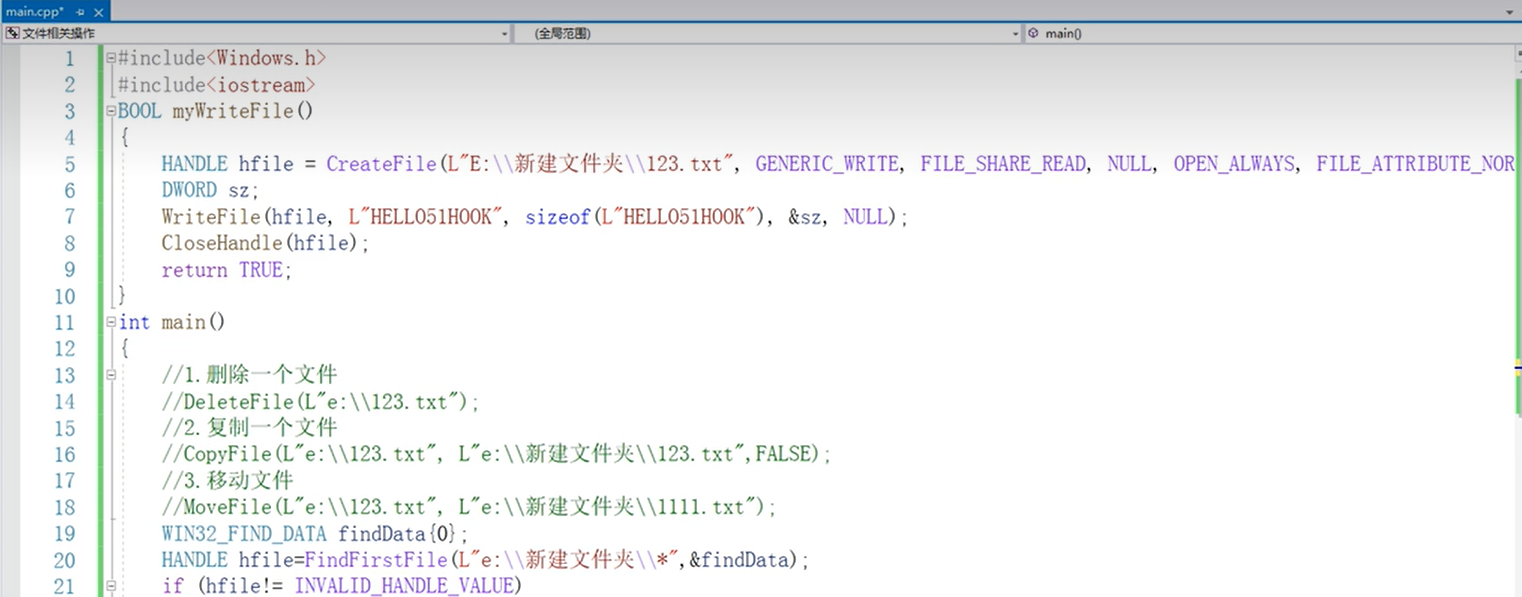 main.cpp*
文件相关操作 (全局范围) main()
1 #include<Windows.h>
2 #include<iostream>
3 BOOL myWriteFile()
4 {
5 HANDLE hfile = CreateFile(L"E:\\新建文件夹\\123.txt", GENERIC_WRITE, FILE_SHARE_READ, NULL, OPEN_ALWAYS, FILE_ATTRIBUTE_NOR
6 DWORD sz;
7 WriteFile(hfile, L"HELLO51HOOK", sizeof(L"HELLO51HOOK"), &sz, NULL);
8 CloseHandle(hfile);
9 return TRUE;
10 }
11 int main()
12 {
13 //1.删除一个文件
14 //DeleteFile(L"e:\\123.txt");
15 //2.复制一个文件
16 //CopyFile(L"e:\\123.txt", L"e:\\新建文件夹\\123.txt",FALSE);
17 //3.移动文件
18 //MoveFile(L"e:\\123.txt", L"e:\\新建文件夹\\1111.txt");
19 WIN32_FIND_DATA findData{0};
20 HANDLE hfile=FindFirstFile(L"e:\\新建文件夹\\*",&findData);
21 if (hfile!= INVALID_HANDLE_VALUE)